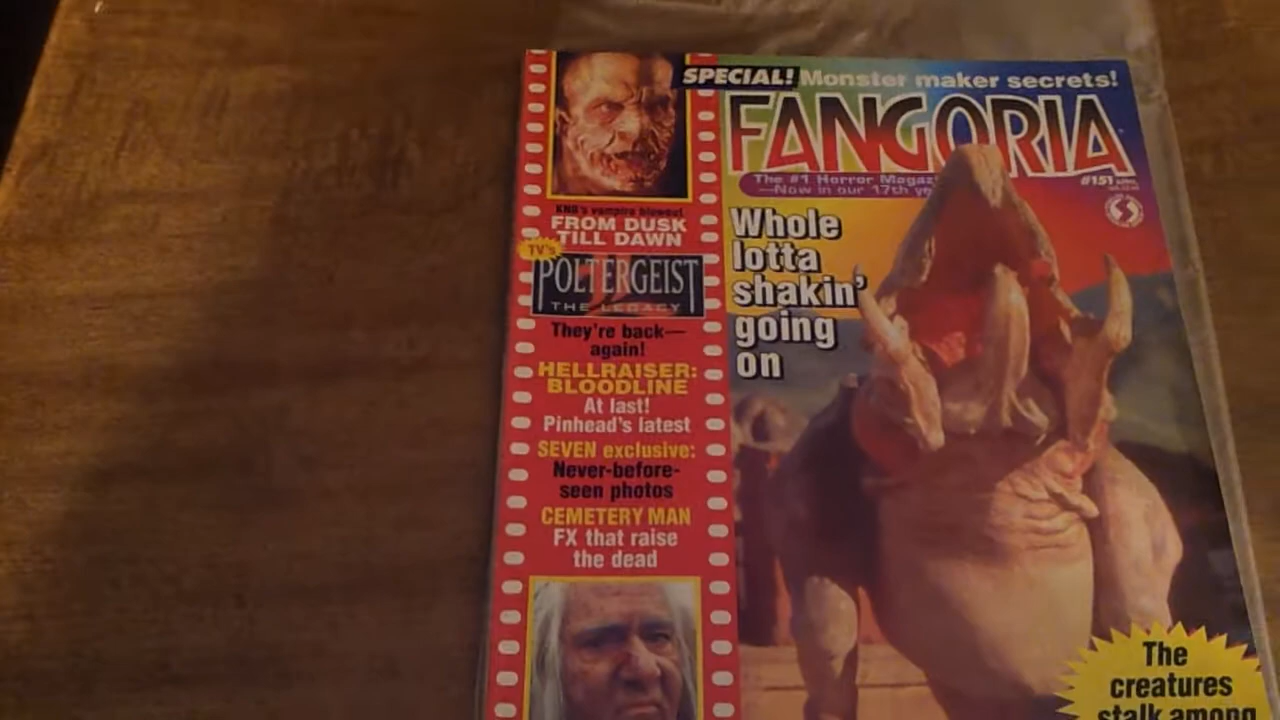 SPECIAL! Monster maker secrets!
FANGORIA
The #1 Horror Magaz
—Now in our 17th ye
#151
KNB's vampire blowout
FROM DUSK
TILL DAWN
TV's
POLTERGEIST
THE LEGACY
They're back—
again!
HELLRAISER:
BLOODLINE
At last!
Pinhead's latest
SEVEN exclusive:
Never-before-
seen photos
CEMETERY MAN
FX that raise
the dead
Whole
lotta
shakin'
going
on
The
creatures
stalk among